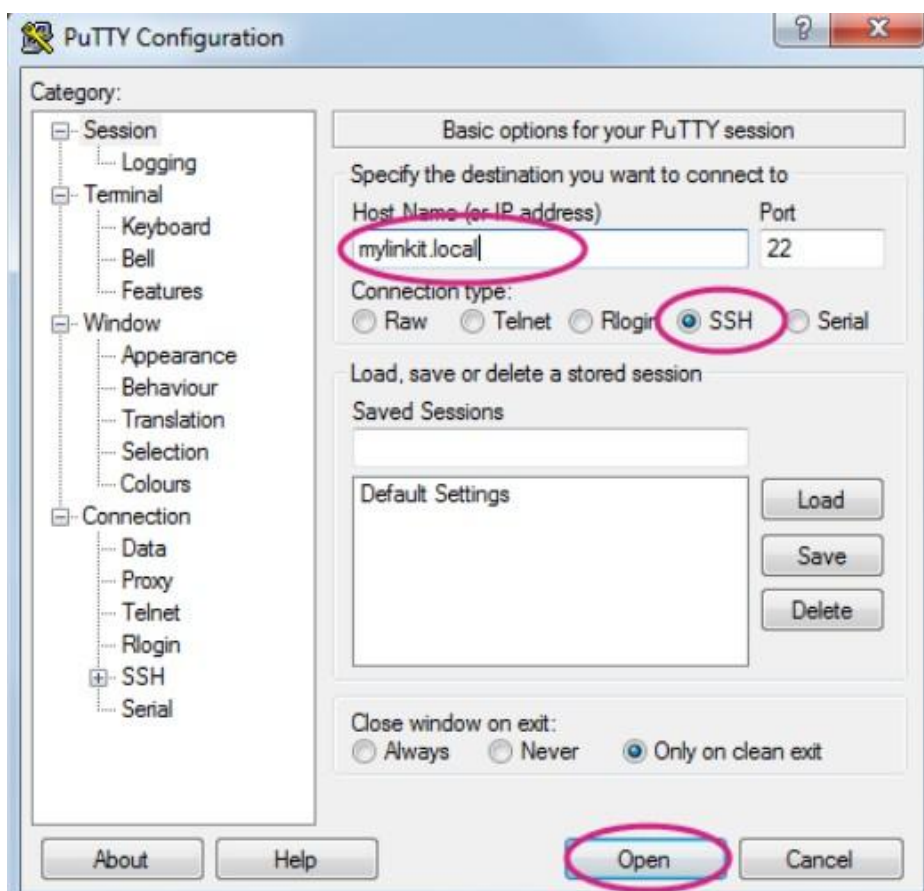 PuTTY Configuration
?
X
Category:
Session
Logging
Terminal
Keyboard
Bell
Features
Window
Appearance
Behaviour
Translation
Selection
Colours
Connection
Data
Proxy
Telnet
Rlogin
SSH
Serial
Basic options for your PuTTY session
Specify the destination you want to connect to
Host Name (or IP address) Port
mylinkit.local 22
Connection type:
Raw Telnet Rlogin SSH Serial
Load, save or delete a stored session
Saved Sessions
Default Settings
Load
Save
Delete
Close window on exit:
Always Never Only on clean exit
About Help Open Cancel